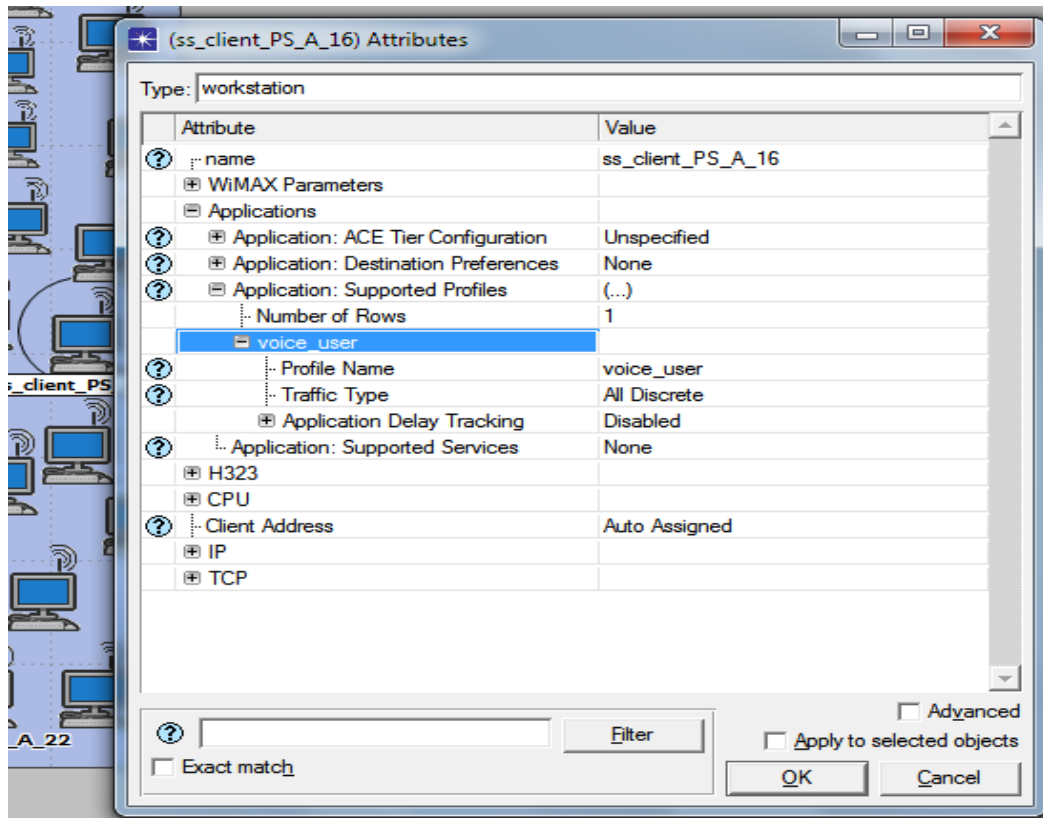 (ss_client_PS_A_16) Attributes
Type: workstation
Attribute Value
name ss_client_PS_A_16
WiMAX Parameters
Applications
Application: ACE Tier Configuration Unspecified
Application: Destination Preferences None
Application: Supported Profiles (...)
Number of Rows 1
voice_user
Profile Name voice_user
Traffic Type All Discrete
Application Delay Tracking Disabled
Application: Supported Services None
H323
CPU
Client Address Auto Assigned
IP
TCP
Advanced
Filter
Apply to selected objects
Exact match
OK Cancel
s_client_PS
_A_22